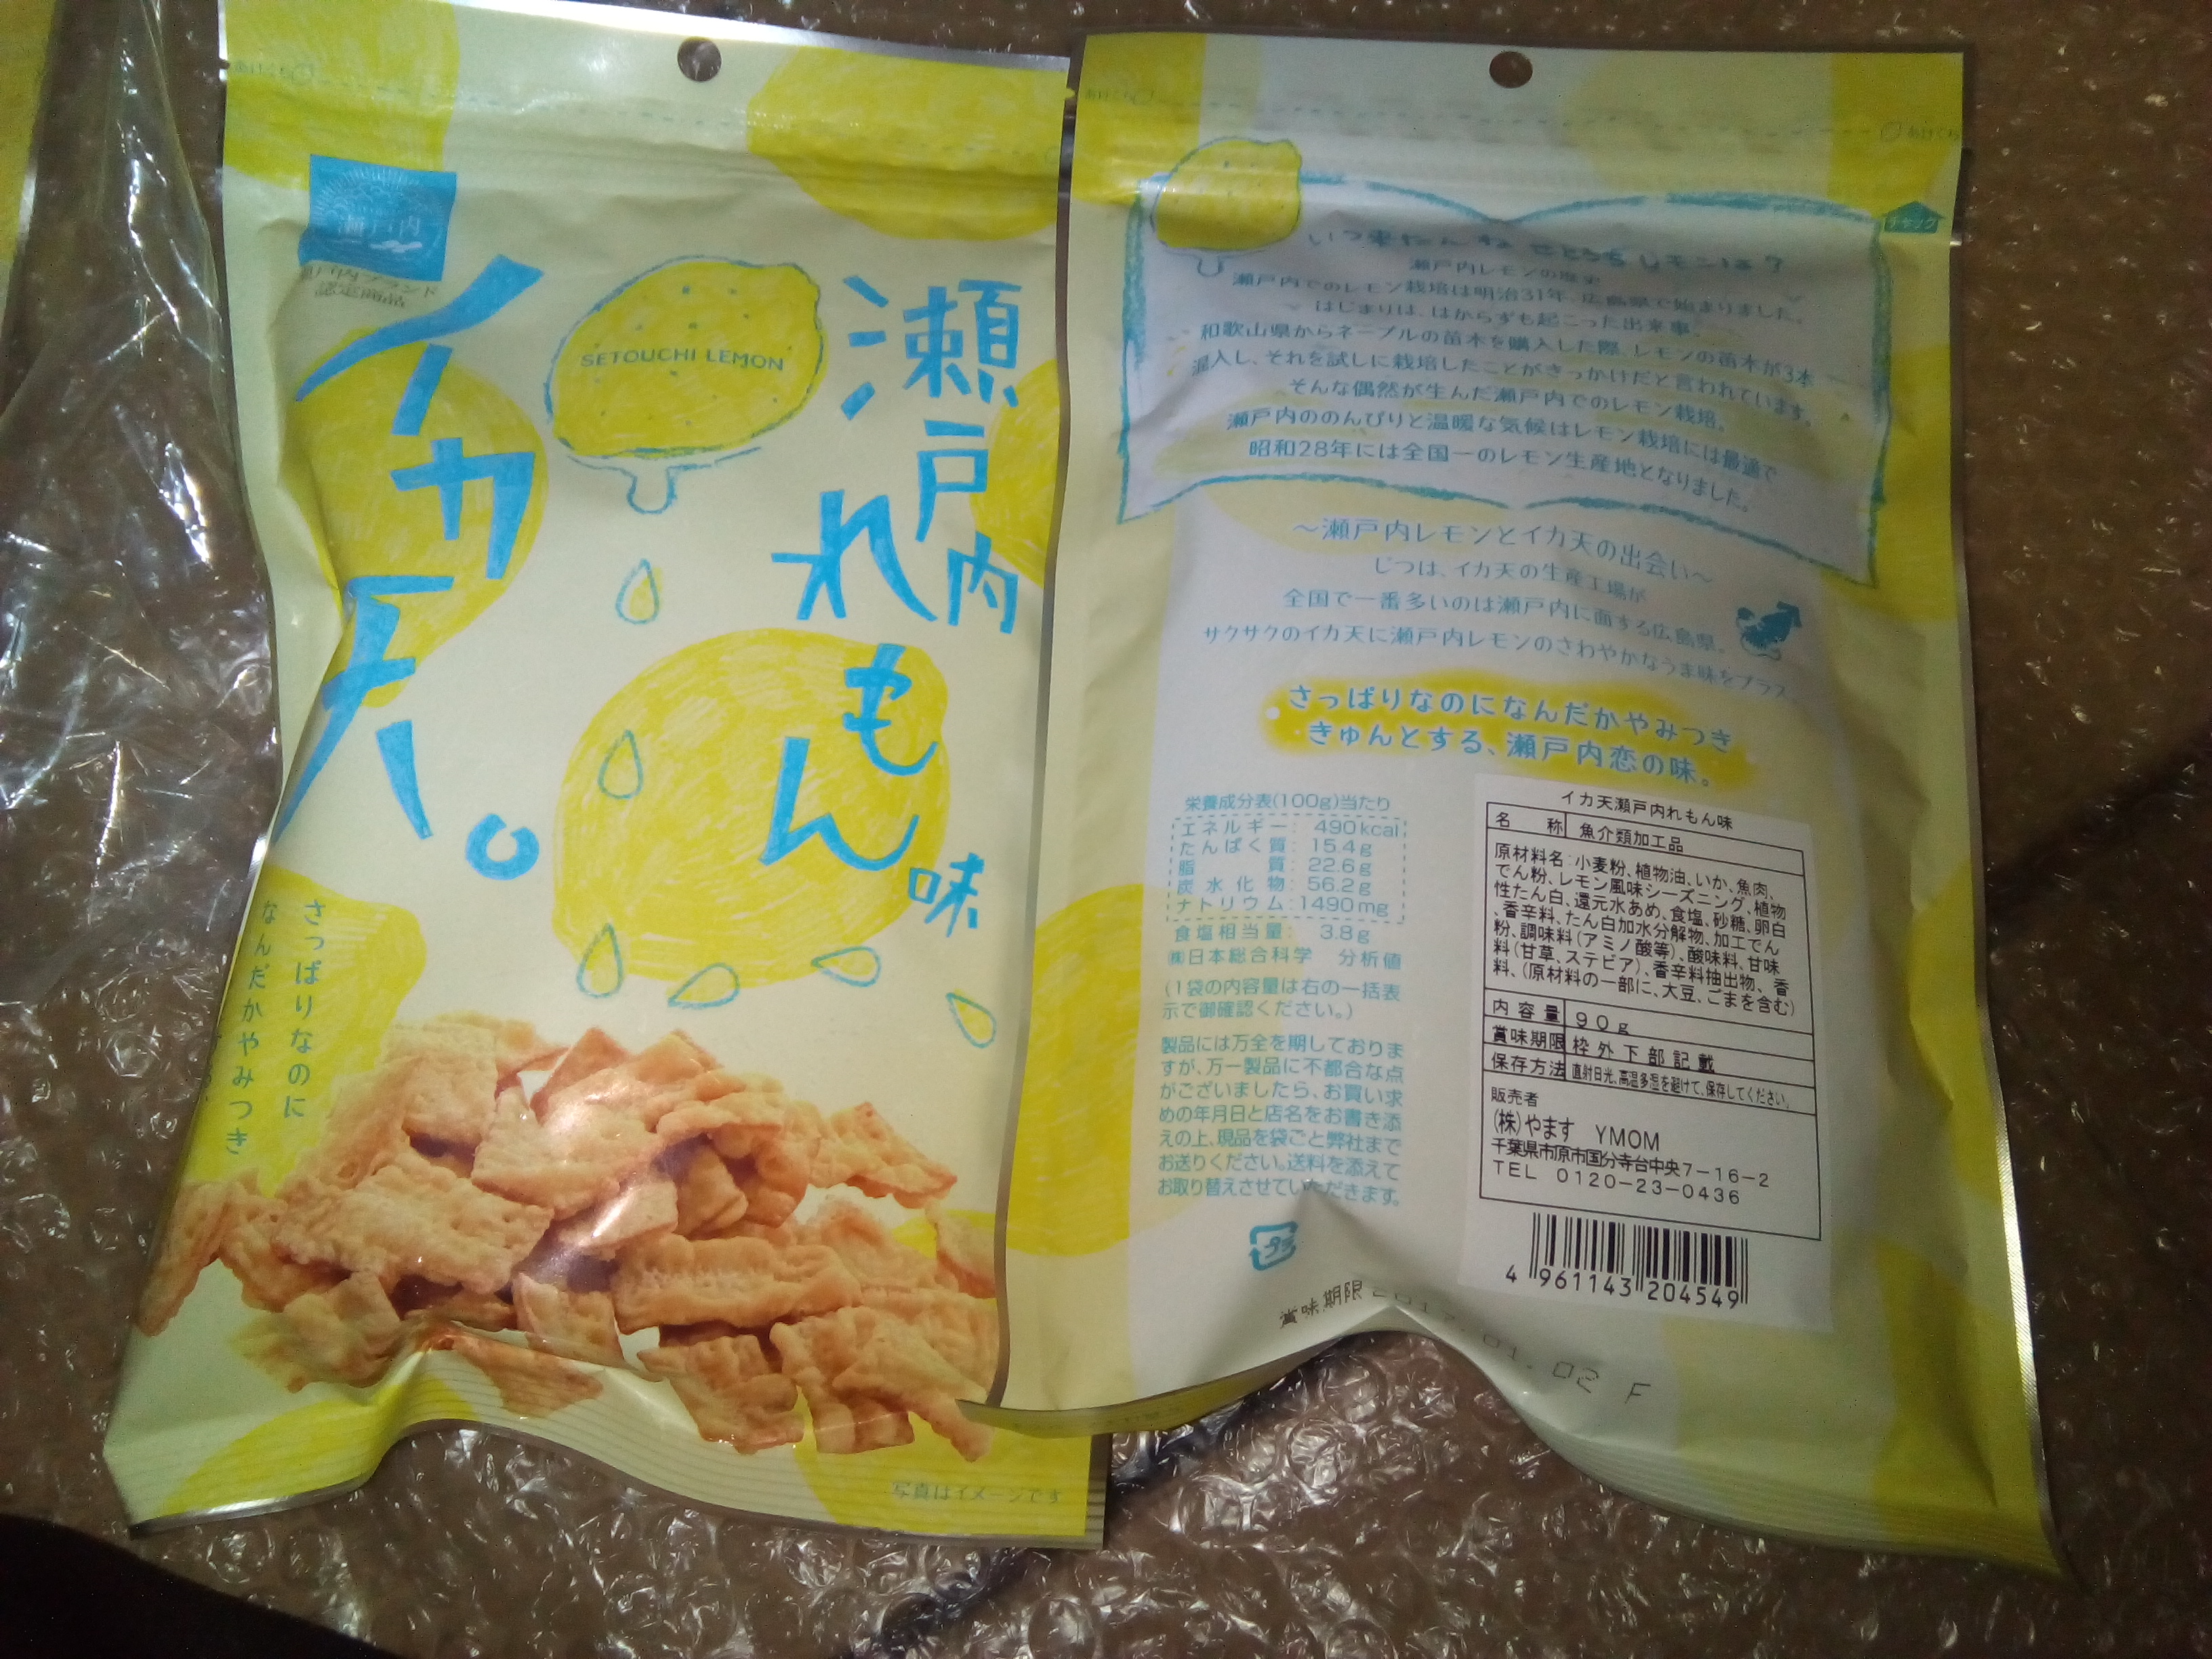 瀬戸内
瀬戸内ブランド
認定商品
SETOUCHI LEMON
瀬戸内
れもん味
イカ天。
さっぱりなのに
なんだかやみつき
写真はイメージです
チェック
いつ来たんね せとうちレモンは?
瀬戸内レモンの歴史
瀬戸内でのレモン栽培は明治31年、広島県で始まりました。
はじまりは、はからずも起こった出来事。
和歌山県からネーブルの苗木を購入した際、レモンの苗木が3本
混入し、それを試しに栽培したことがきっかけだと言われています。
そんな偶然が生んだ瀬戸内でのレモン栽培。
瀬戸内ののんびりと温暖な気候はレモン栽培には最適で
昭和28年には全国一のレモン生産地となりました。
～瀬戸内レモンとイカ天の出会い～
じつは、イカ天の生産工場が
全国で一番多いのは瀬戸内に面する広島県。
サクサクのイカ天に瀬戸内レモンのさわやかなうま味をプラス
さっぱりなのになんだかやみつき
きゅんとする、瀬戸内恋の味。
栄養成分表(100g)当たり
エネルギー: 490kcal
たんぱく質: 15.4g
脂質: 22.6g
炭水化物: 56.2g
ナトリウム: 1490mg
食塩相当量: 3.8g
㈱日本総合科学 分析値
(1袋の内容量は右の一括表
示で御確認ください。)
製品には万全を期しておりま
すが、万一製品に不都合な点
がございましたら、お買い求
めの年月日と店名をお書き添
えの上、現品を袋ごと弊社まで
お送りください。送料を添えて
お取り替えさせていただきます。
プラ
イカ天瀬戸内れもん味
名称 魚介類加工品
原材料名:小麦粉、植物油、いか、魚肉、
でん粉、レモン風味シーズニング、植物
性たん白、還元水あめ、食塩、砂糖、卵白
、香辛料、たん白加水分解物、加工でん
粉、調味料(アミノ酸等)、酸味料、甘味
料(甘草、ステビア)、香辛料抽出物、香
料、(原材料の一部に、大豆、ごまを含む)
内容量 90g
賞味期限 枠外下部記載
保存方法 直射日光、高温多湿を避けて、保存してください。
販売者
(株)やます YMOM
千葉県市原市国分寺台中央7-16-2
TEL 0120-23-0436
4 961143 204549
賞味期限 2017.01.02 F